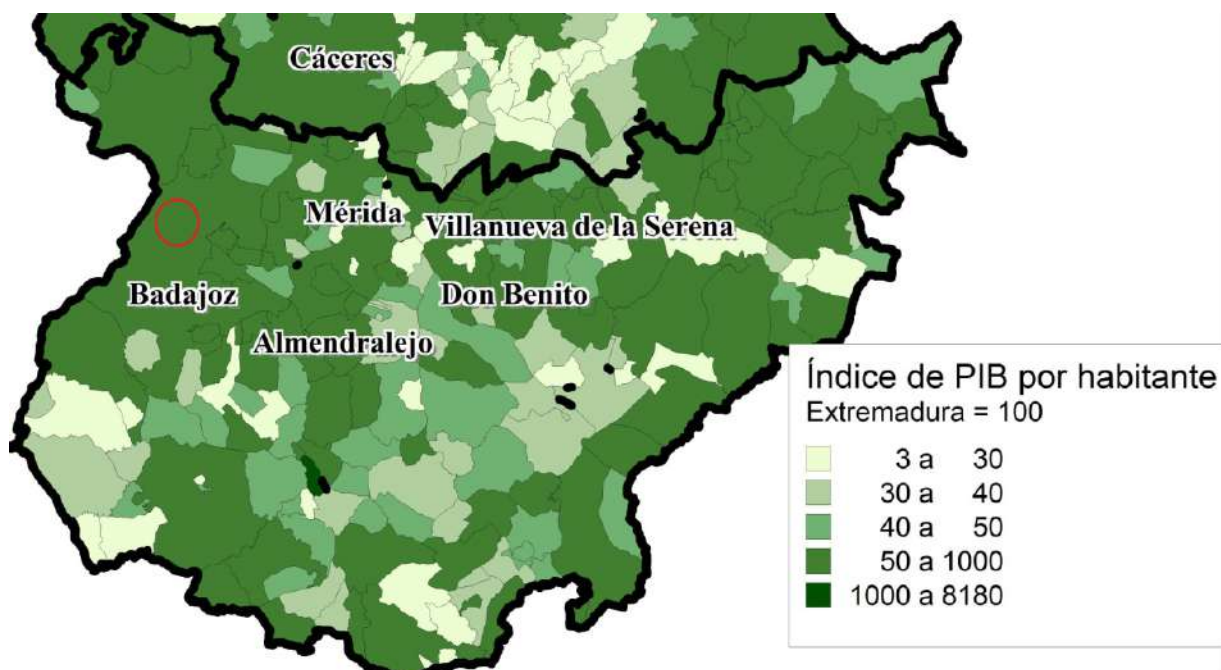 Cáceres
Mérida
Villanueva de la Serena
Badajoz
Don Benito
Almendralejo
Índice de PIB por habitante
Extremadura = 100
3 a 30
30 a 40
40 a 50
50 a 1000
1000 a 8180